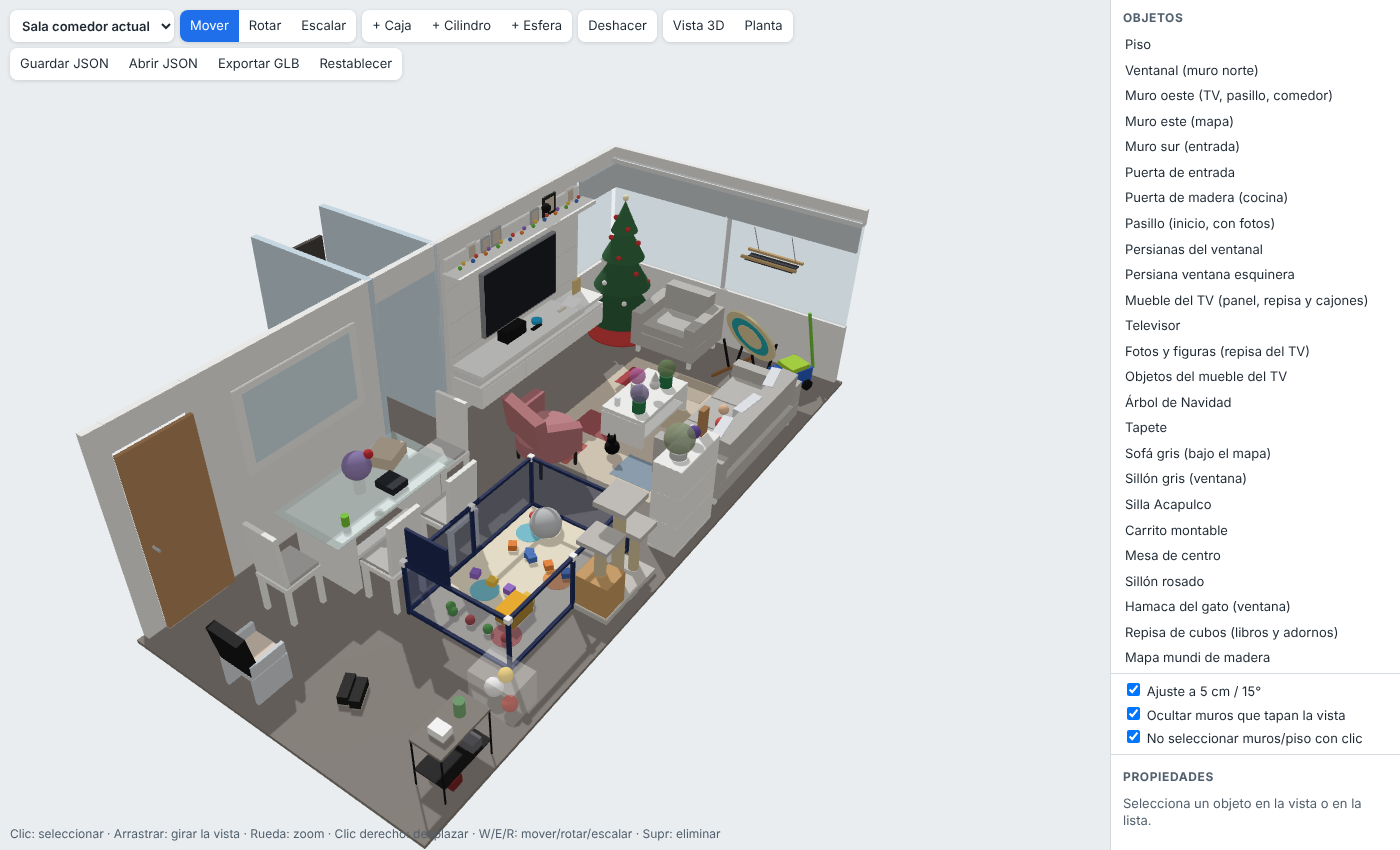 Sala comedor actual
Mover Rotar Escalar
+ Caja + Cilindro + Esfera
Deshacer
Vista 3D Planta
Guardar JSON Abrir JSON Exportar GLB Restablecer
OBJETOS
Piso
Ventanal (muro norte)
Muro oeste (TV, pasillo, comedor)
Muro este (mapa)
Muro sur (entrada)
Puerta de entrada
Puerta de madera (cocina)
Pasillo (inicio, con fotos)
Persianas del ventanal
Persiana ventana esquinera
Mueble del TV (panel, repisa y cajones)
Televisor
Fotos y figuras (repisa del TV)
Objetos del mueble del TV
Árbol de Navidad
Tapete
Sofá gris (bajo el mapa)
Sillón gris (ventana)
Silla Acapulco
Carrito montable
Mesa de centro
Sillón rosado
Hamaca del gato (ventana)
Repisa de cubos (libros y adornos)
Mapa mundi de madera
Ajuste a 5 cm / 15°
Ocultar muros que tapan la vista
No seleccionar muros/piso con clic
PROPIEDADES
Selecciona un objeto en la vista o en la
lista.
Clic: seleccionar · Arrastrar: girar la vista · Rueda: zoom · Clic derecho: desplazar · W/E/R: mover/rotar/escalar · Supr: eliminar